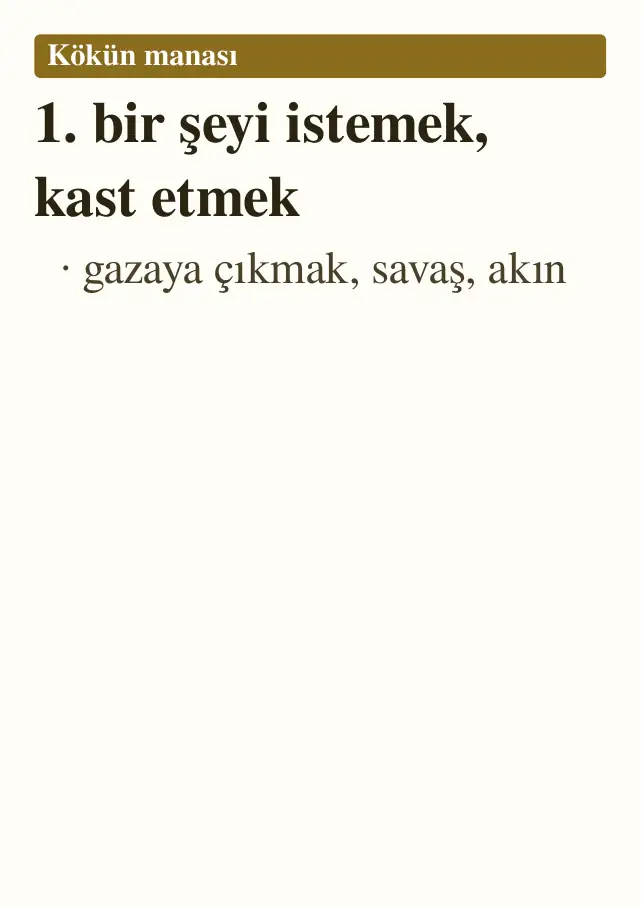 Kökün manası
1. bir şeyi istemek,
kast etmek
· gazaya çıkmak, savaş, akın